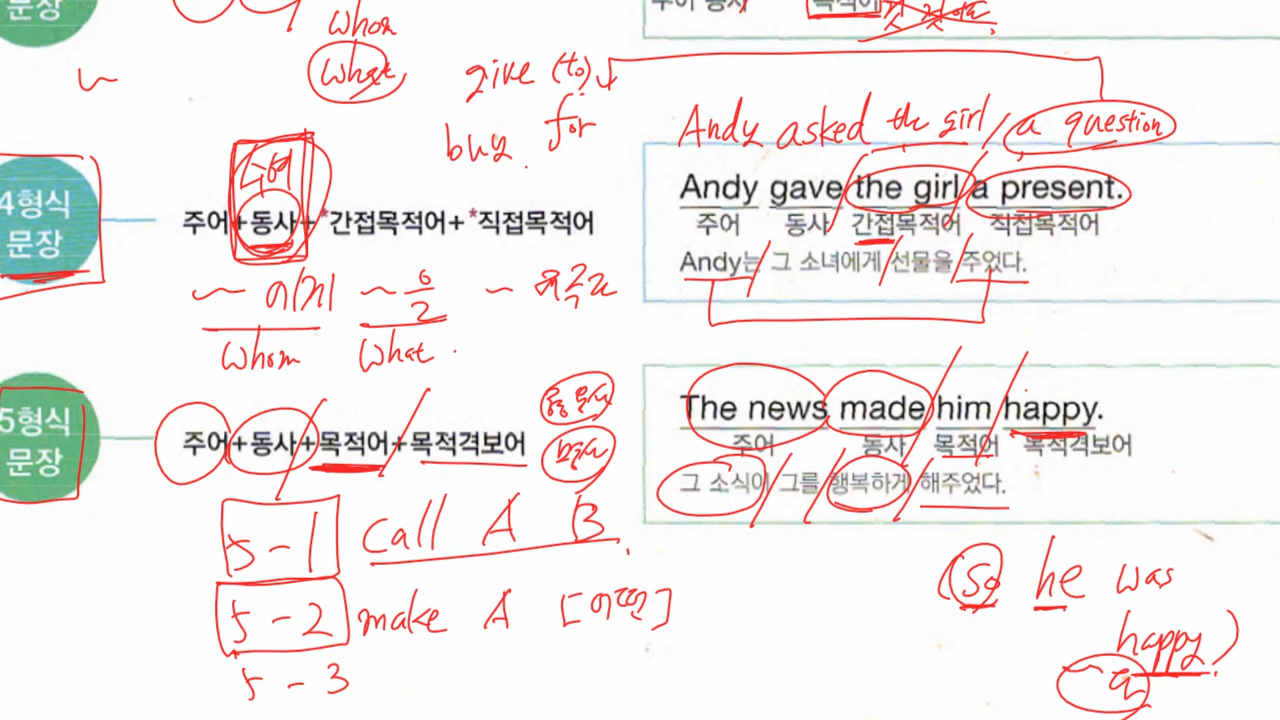 문장
whom
what
주어 동사
목적어
give (to)
buy for
Andy asked the girl / a question
4형식
문장
수여
주어+동사+*간접목적어+ *직접목적어
Andy gave the girl a present.
주어 동사 간접목적어 직접목적어
Andy는 그 소녀에게 선물을 주었다.
~ 에게 ~ 을
whom what
5형식
문장
주어+동사+목적어+목적격보어
The news made him happy.
주어 동사 목적어 목적격보어
그 소식이 그를 행복하게 해주었다.
5-1 call A B
5-2 make A
5-3
(so he was
happy)